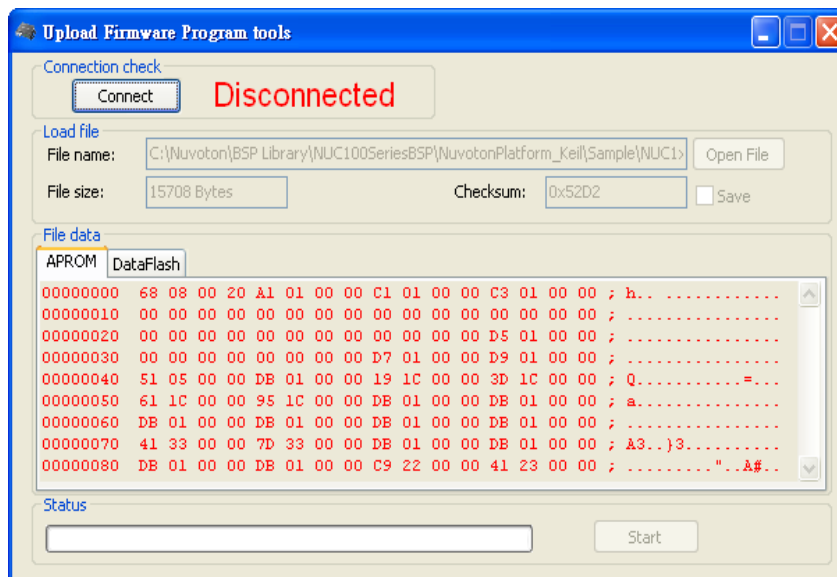 Upload Firmware Program tools
Connection check
Connect Disconnected
Load file
File name: C:\Nuvoton\BSP Library\NUC100SeriesBSP\NuvotonPlatform_Keil\Sample\NUC1 Open File
File size: 15708 Bytes Checksum: 0x52D2 Save
File data
APROM DataFlash
00000000 68 08 00 20 A1 01 00 00 C1 01 00 00 C3 01 00 00 ; h.. ............
00000010 00 00 00 00 00 00 00 00 00 00 00 00 00 00 00 00 ; ................
00000020 00 00 00 00 00 00 00 00 00 00 00 00 D5 01 00 00 ; ................
00000030 00 00 00 00 00 00 00 00 D7 01 00 00 D9 01 00 00 ; ................
00000040 51 05 00 00 DB 01 00 00 19 1C 00 00 3D 1C 00 00 ; Q...........=...
00000050 61 1C 00 00 95 1C 00 00 DB 01 00 00 DB 01 00 00 ; a...............
00000060 DB 01 00 00 DB 01 00 00 DB 01 00 00 DB 01 00 00 ; ................
00000070 41 33 00 00 7D 33 00 00 DB 01 00 00 DB 01 00 00 ; A3..}3..........
00000080 DB 01 00 00 DB 01 00 00 C9 22 00 00 41 23 00 00 ; ........."..A#..
Status
Start